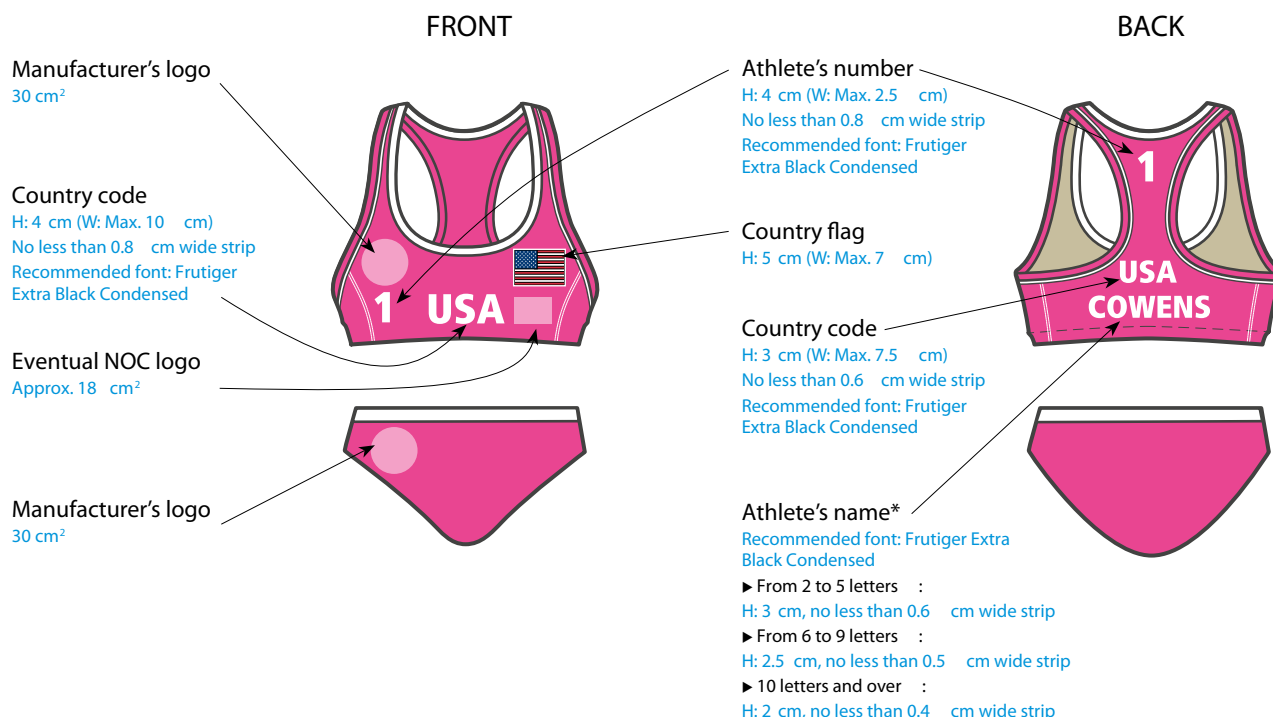 FRONT
BACK
Manufacturer's logo
30 cm²
Country code
H: 4 cm (W: Max. 10 cm)
No less than 0.8 cm wide strip
Recommended font: Frutiger
Extra Black Condensed
Eventual NOC logo
Approx. 18 cm²
Manufacturer's logo
30 cm²
1
USA
Athlete's number
H: 4 cm (W: Max. 2.5 cm)
No less than 0.8 cm wide strip
Recommended font: Frutiger
Extra Black Condensed
Country flag
H: 5 cm (W: Max. 7 cm)
Country code
H: 3 cm (W: Max. 7.5 cm)
No less than 0.6 cm wide strip
Recommended font: Frutiger
Extra Black Condensed
Athlete's name*
Recommended font: Frutiger Extra
Black Condensed
▶ From 2 to 5 letters :
H: 3 cm, no less than 0.6 cm wide strip
▶ From 6 to 9 letters :
H: 2.5 cm, no less than 0.5 cm wide strip
▶ 10 letters and over :
H: 2 cm, no less than 0.4 cm wide strip
1
USA
COWENS